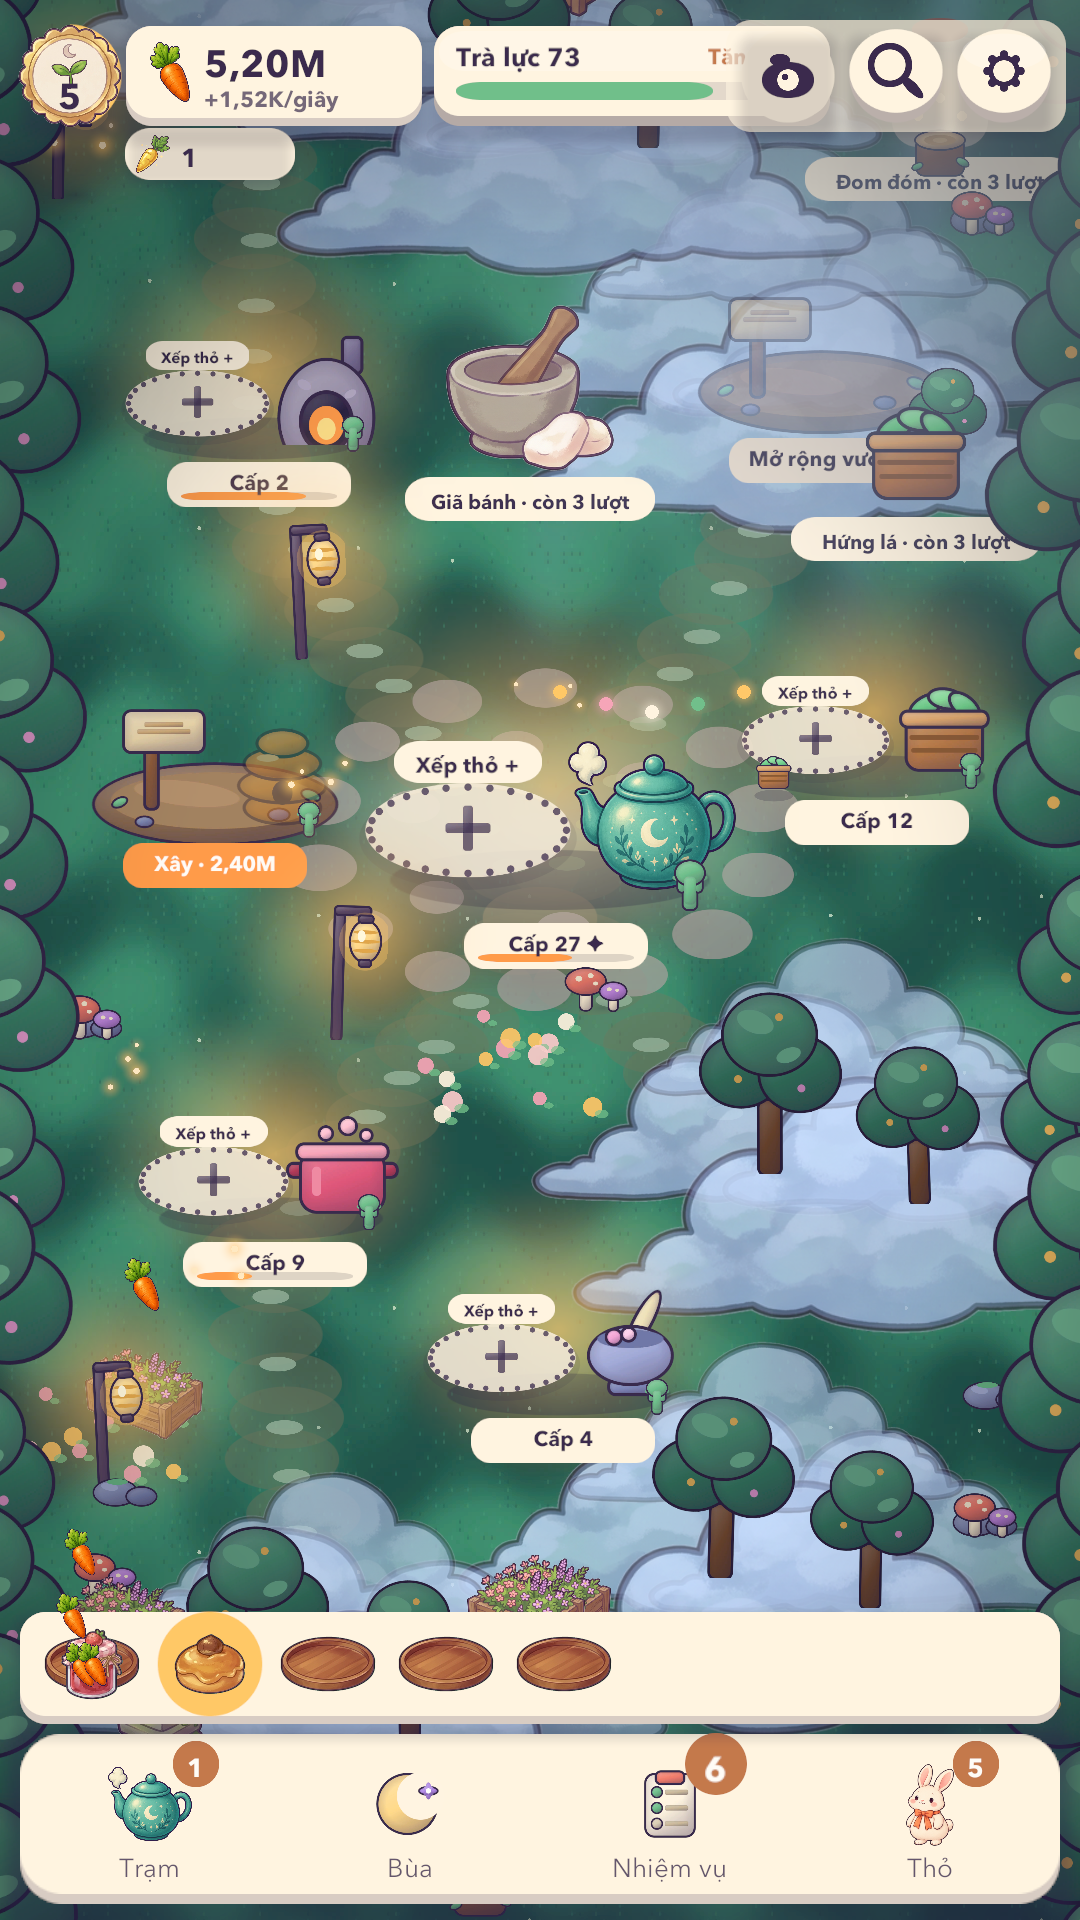 5
5,20M
+1,52K/giây
1
Trà lực 73
Đom đóm · còn 3 lượt
Xếp thỏ +
Cấp 2
Giã bánh · còn 3 lượt
Mở rộng
Hứng lá · còn 3 lượt
Xếp thỏ +
Cấp 12
Xây · 2,40M
Xếp thỏ +
Cấp 27
Xếp thỏ +
Cấp 9
Xếp thỏ +
Cấp 4
1
6
5
Trạm
Bùa
Nhiệm vụ
Thỏ